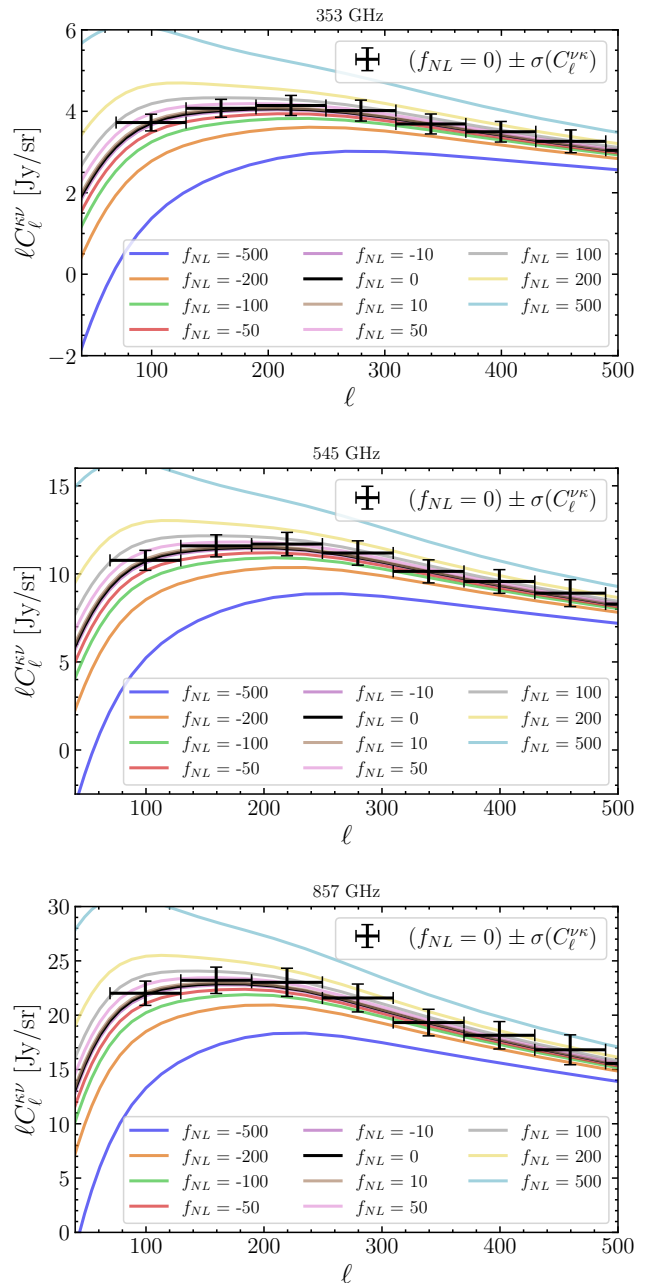 353 GHz
6
4
2
0
−2
ℓC_ℓ^{κν} [Jy/sr]
(f_{NL} = 0) ± σ(C_ℓ^{νκ})
f_{NL} = -500 f_{NL} = -10 f_{NL} = 100
f_{NL} = -200 f_{NL} = 0 f_{NL} = 200
f_{NL} = -100 f_{NL} = 10 f_{NL} = 500
f_{NL} = -50 f_{NL} = 50
100 200 300 400 500
ℓ
545 GHz
15
10
5
0
ℓC_ℓ^{κν} [Jy/sr]
(f_{NL} = 0) ± σ(C_ℓ^{νκ})
f_{NL} = -500 f_{NL} = -10 f_{NL} = 100
f_{NL} = -200 f_{NL} = 0 f_{NL} = 200
f_{NL} = -100 f_{NL} = 10 f_{NL} = 500
f_{NL} = -50 f_{NL} = 50
100 200 300 400 500
ℓ
857 GHz
30
25
20
15
10
5
0
ℓC_ℓ^{κν} [Jy/sr]
(f_{NL} = 0) ± σ(C_ℓ^{νκ})
f_{NL} = -500 f_{NL} = -10 f_{NL} = 100
f_{NL} = -200 f_{NL} = 0 f_{NL} = 200
f_{NL} = -100 f_{NL} = 10 f_{NL} = 500
f_{NL} = -50 f_{NL} = 50
100 200 300 400 500
ℓ